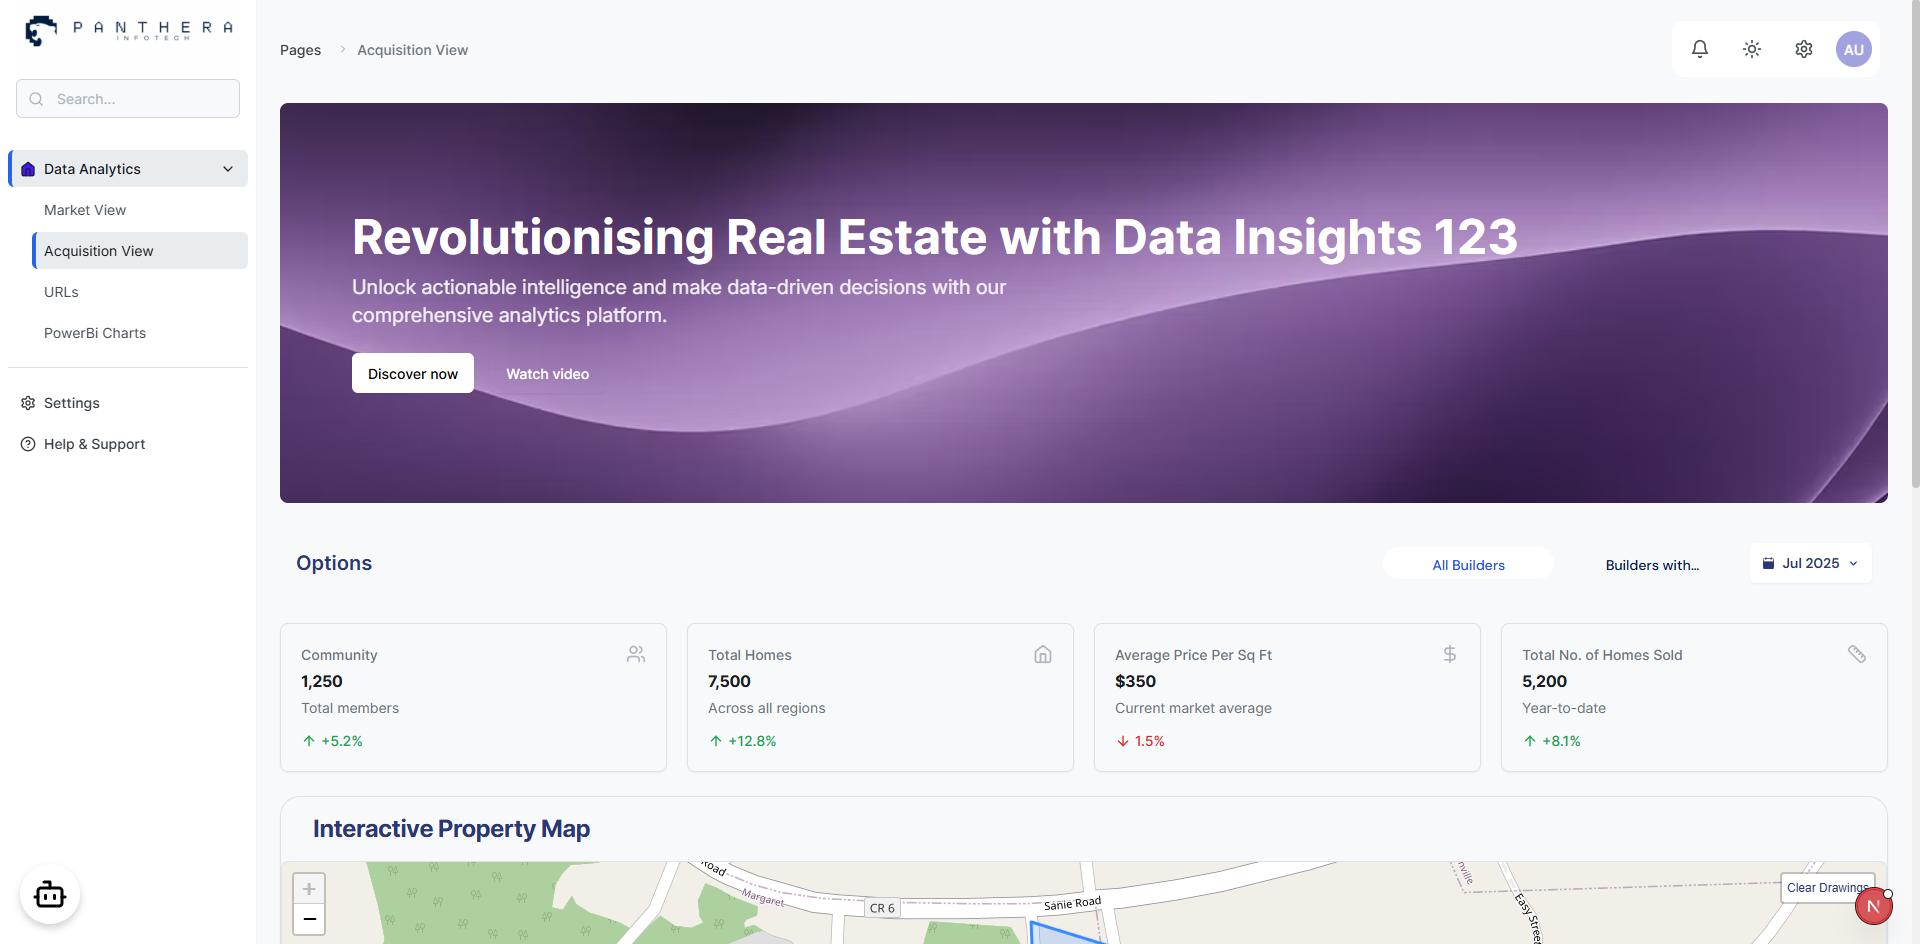 PANTHERA
INFOTECH
Search...
Data Analytics
Market View
Acquisition View
URLs
PowerBi Charts
Settings
Help & Support
Pages
Acquisition View
AU
Revolutionising Real Estate with Data Insights 123
Unlock actionable intelligence and make data-driven decisions with our
comprehensive analytics platform.
Discover now
Watch video
Options
All Builders
Builders with...
Jul 2025
Community
1,250
Total members
+5.2%
Total Homes
7,500
Across all regions
+12.8%
Average Price Per Sq Ft
$350
Current market average
1.5%
Total No. of Homes Sold
5,200
Year-to-date
+8.1%
Interactive Property Map
+
−
Road
Margaret
CR 6
Sanie Road
Easy Street
Clear Drawings
N